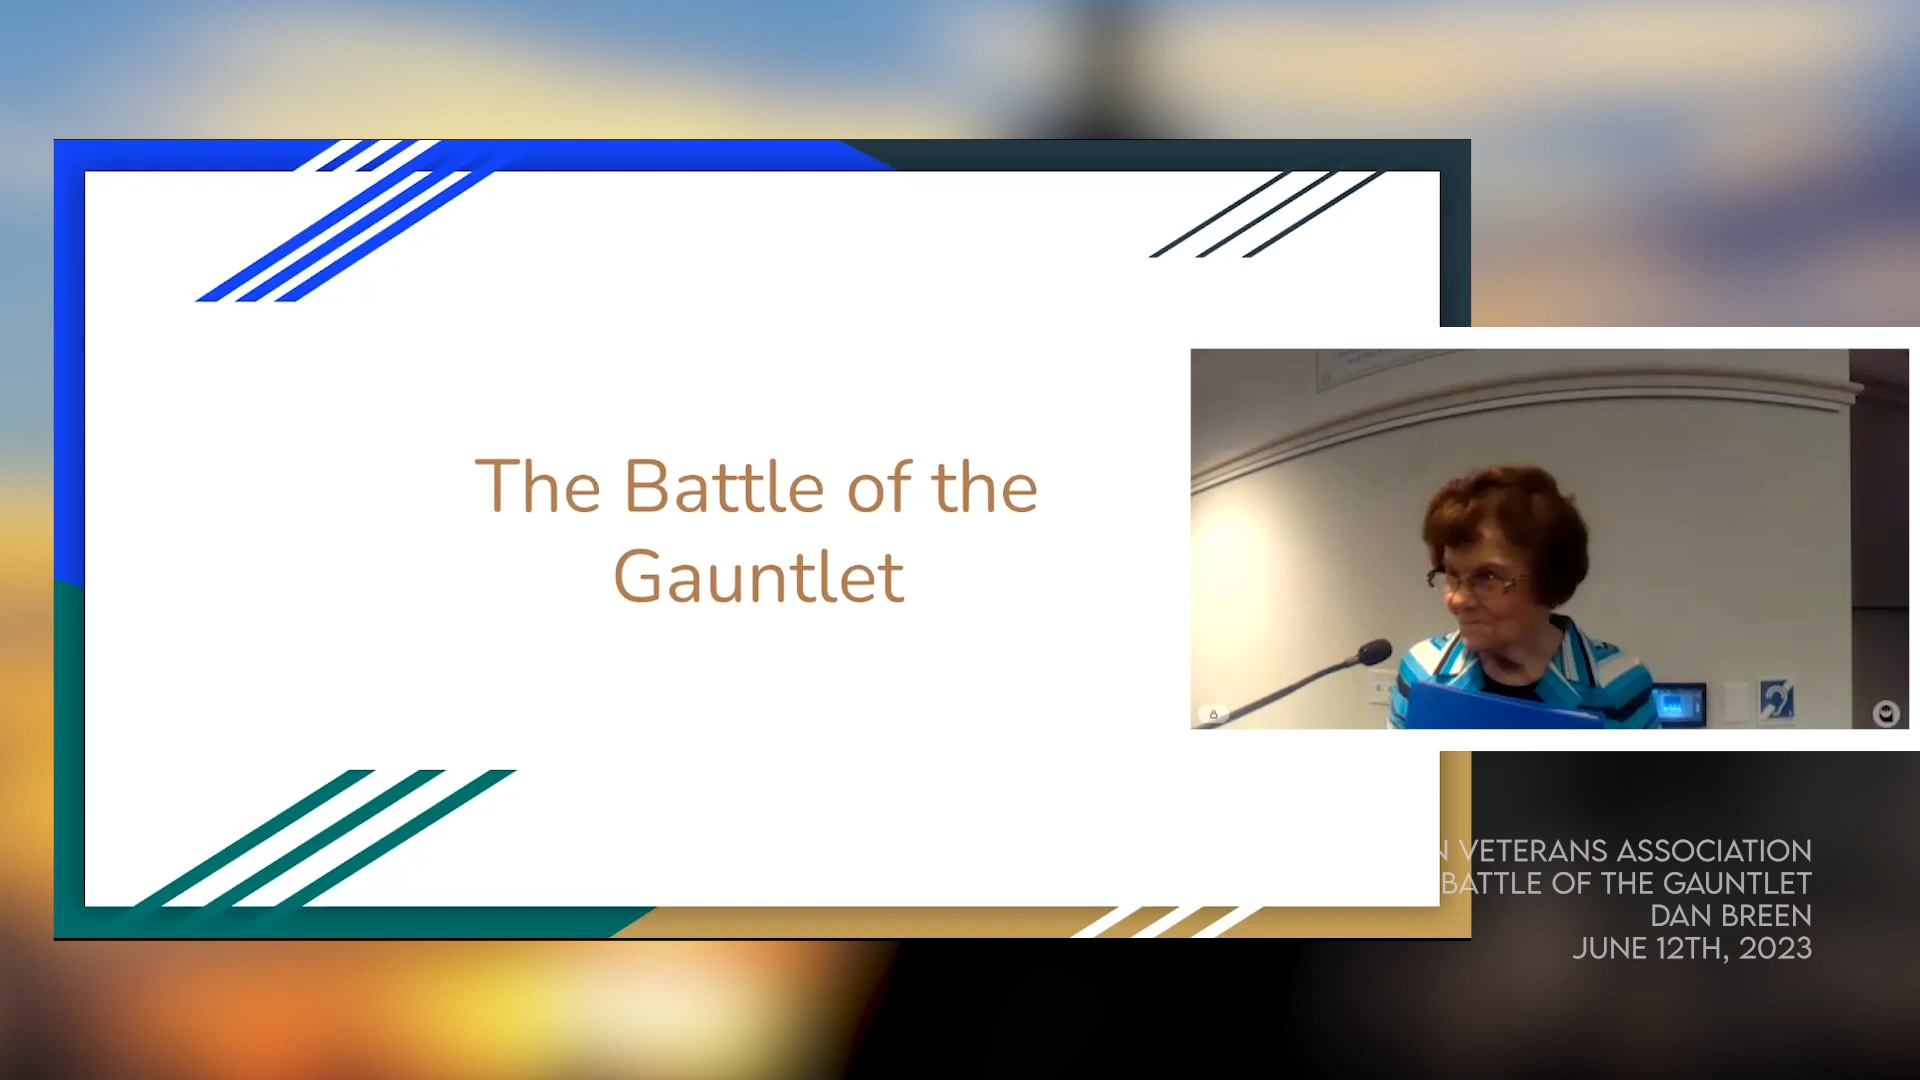 The Battle of the
Gauntlet
VETERANS ASSOCIATION
BATTLE OF THE GAUNTLET
DAN BREEN
JUNE 12TH, 2023